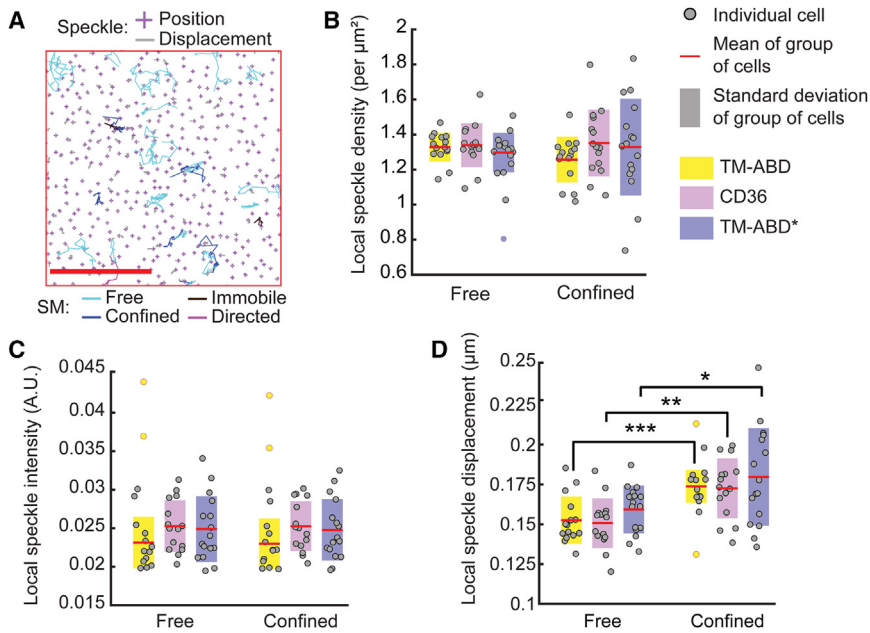 A
Speckle: + Position
Displacement
SM: Free Immobile
Confined Directed
B
Local speckle density (per µm²)
2
1.8
1.6
1.4
1.2
1
0.8
0.6
Free Confined
Individual cell
Mean of group
of cells
Standard deviation
of group of cells
TM-ABD
CD36
TM-ABD*
C
Local speckle intensity (A.U.)
0.045
0.04
0.035
0.03
0.025
0.02
0.015
Free Confined
D
Local speckle displacement (µm)
0.25
0.225
0.2
0.175
0.15
0.125
0.1
*
**
***
Free Confined